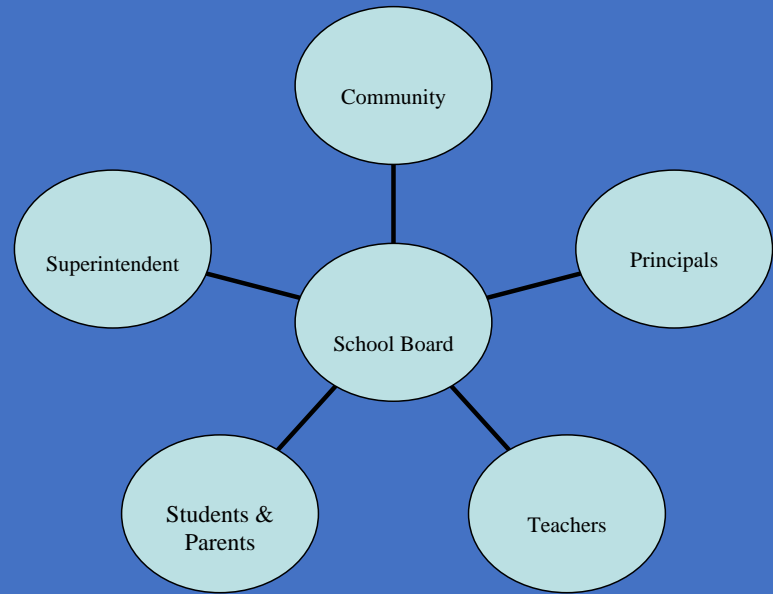 Community
Superintendent
Principals
School Board
Students &
Parents
Teachers